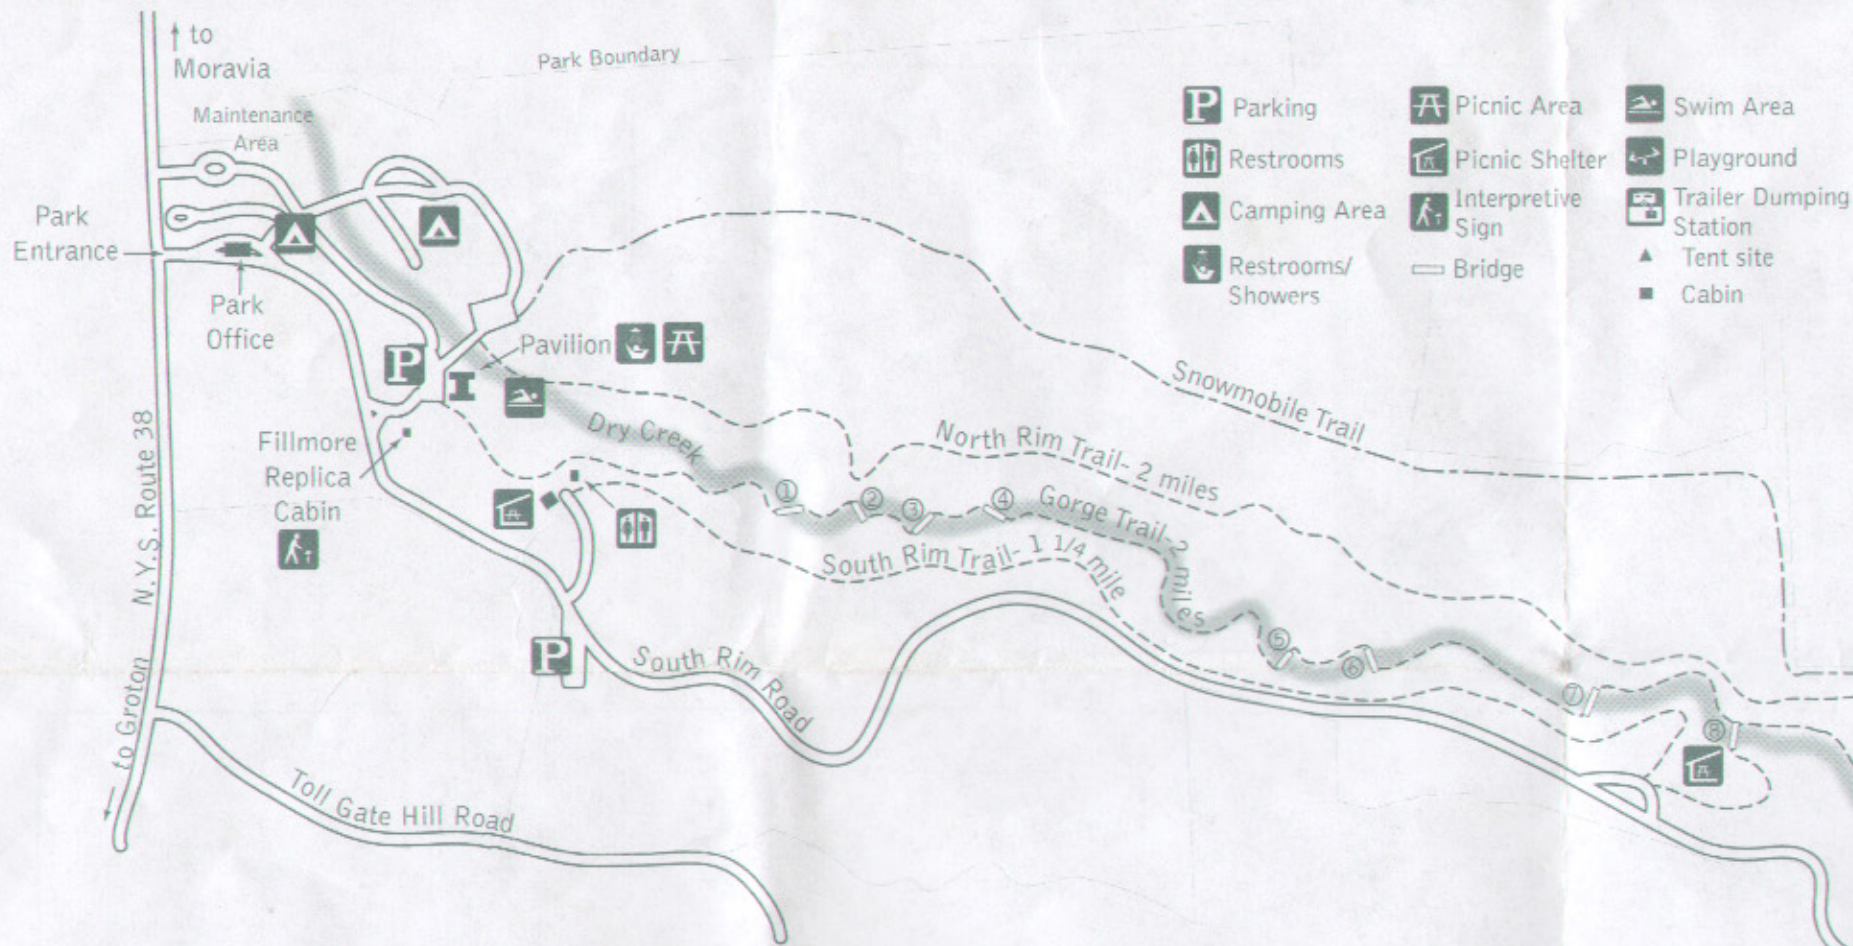 ↑ to
Moravia
Park Boundary
Maintenance
Area
Park
Entrance
Park
Office
P Parking
Restrooms
Camping Area
Restrooms/
Showers
Picnic Area
Picnic Shelter
Interpretive
Sign
Bridge
Swim Area
Playground
Trailer Dumping
Station
Tent site
Cabin
Pavilion
P
Snowmobile Trail
Dry Creek
North Rim Trail- 2 miles
Fillmore
Replica
Cabin
N.Y.S. Route 38
① ② ③ ④
Gorge Trail-2 miles
South Rim Trail- 1 1/4 mile
⑤ ⑥ ⑦ ⑧
P
South Rim Road
to Groton
Toll Gate Hill Road